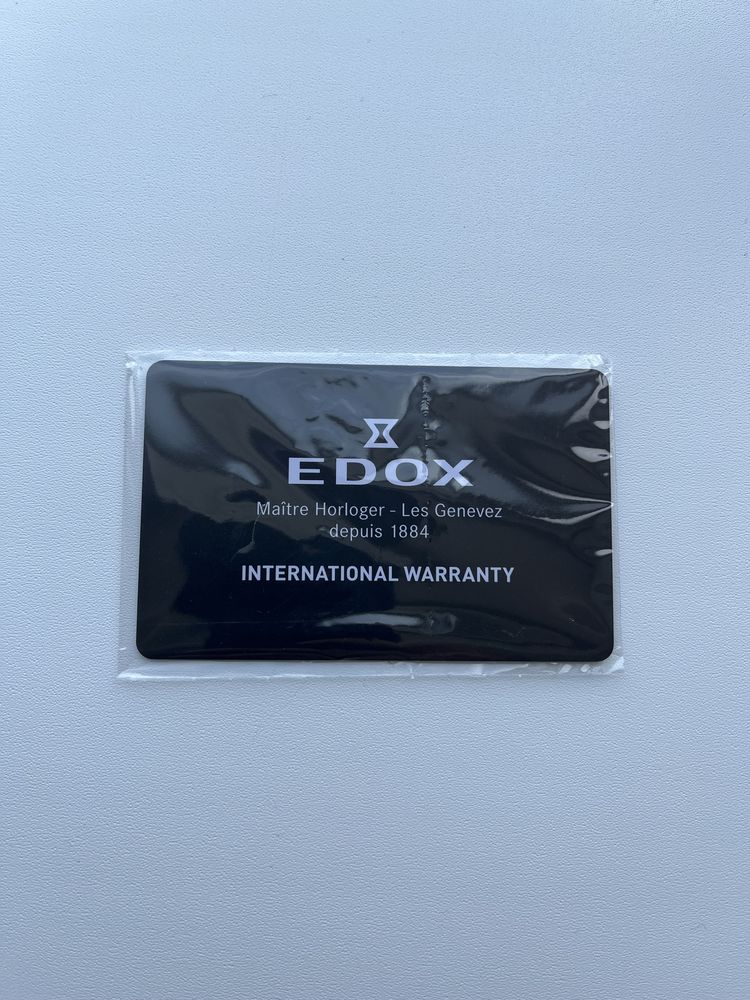 EDOX
Maître Horloger - Les Genevez
depuis 1884
INTERNATIONAL WARRANTY